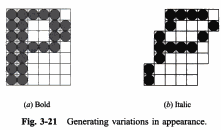 (a) Bold
(b) Italic
Fig. 3-21 Generating variations in appearance.